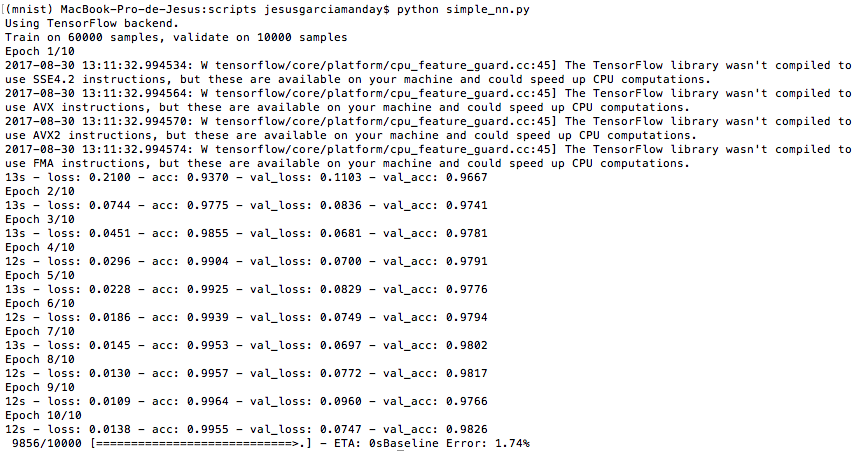 [(mnist) MacBook-Pro-de-Jesus:scripts jesusgarciamanday$ python simple_nn.py
Using TensorFlow backend.
Train on 60000 samples, validate on 10000 samples
Epoch 1/10
2017-08-30 13:11:32.994534: W tensorflow/core/platform/cpu_feature_guard.cc:45] The TensorFlow library wasn't compiled to
use SSE4.2 instructions, but these are available on your machine and could speed up CPU computations.
2017-08-30 13:11:32.994564: W tensorflow/core/platform/cpu_feature_guard.cc:45] The TensorFlow library wasn't compiled to
use AVX instructions, but these are available on your machine and could speed up CPU computations.
2017-08-30 13:11:32.994570: W tensorflow/core/platform/cpu_feature_guard.cc:45] The TensorFlow library wasn't compiled to
use AVX2 instructions, but these are available on your machine and could speed up CPU computations.
2017-08-30 13:11:32.994574: W tensorflow/core/platform/cpu_feature_guard.cc:45] The TensorFlow library wasn't compiled to
use FMA instructions, but these are available on your machine and could speed up CPU computations.
13s - loss: 0.2100 - acc: 0.9370 - val_loss: 0.1103 - val_acc: 0.9667
Epoch 2/10
13s - loss: 0.0744 - acc: 0.9775 - val_loss: 0.0836 - val_acc: 0.9741
Epoch 3/10
13s - loss: 0.0451 - acc: 0.9855 - val_loss: 0.0681 - val_acc: 0.9781
Epoch 4/10
12s - loss: 0.0296 - acc: 0.9904 - val_loss: 0.0700 - val_acc: 0.9791
Epoch 5/10
13s - loss: 0.0228 - acc: 0.9925 - val_loss: 0.0829 - val_acc: 0.9776
Epoch 6/10
12s - loss: 0.0186 - acc: 0.9939 - val_loss: 0.0749 - val_acc: 0.9794
Epoch 7/10
13s - loss: 0.0145 - acc: 0.9953 - val_loss: 0.0697 - val_acc: 0.9802
Epoch 8/10
12s - loss: 0.0130 - acc: 0.9957 - val_loss: 0.0772 - val_acc: 0.9817
Epoch 9/10
12s - loss: 0.0109 - acc: 0.9964 - val_loss: 0.0960 - val_acc: 0.9766
Epoch 10/10
12s - loss: 0.0138 - acc: 0.9955 - val_loss: 0.0747 - val_acc: 0.9826
9856/10000 [============================>.] - ETA: 0sBaseline Error: 1.74%